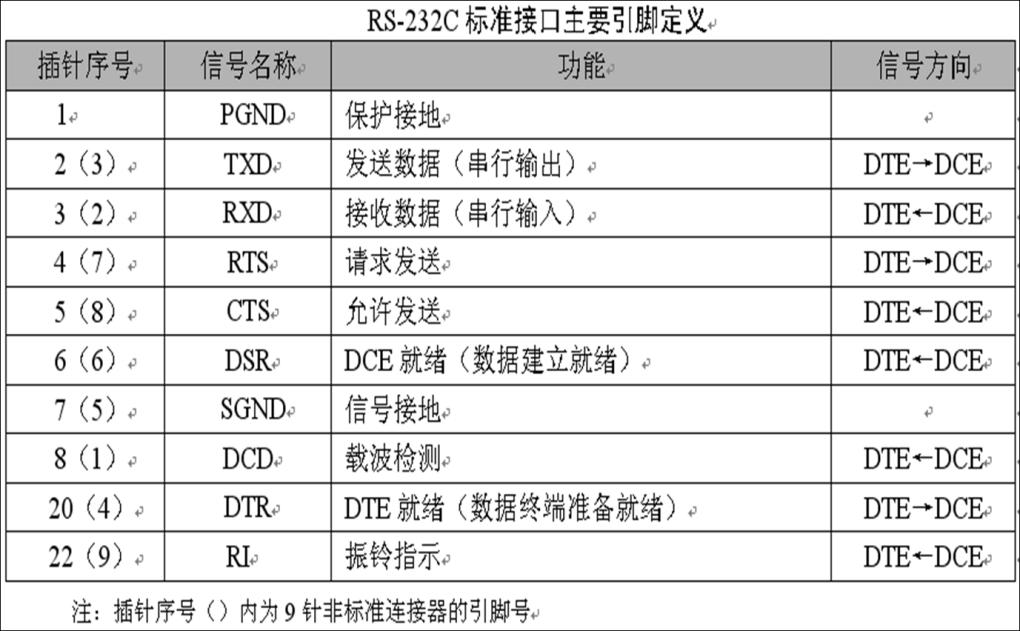 RS-232C 标准接口主要引脚定义
插针序号 信号名称 功能 信号方向
1 PGND 保护接地
2（3） TXD 发送数据（串行输出） DTE→DCE
3（2） RXD 接收数据（串行输入） DTE←DCE
4（7） RTS 请求发送 DTE→DCE
5（8） CTS 允许发送 DTE←DCE
6（6） DSR DCE 就绪（数据建立就绪） DTE←DCE
7（5） SGND 信号接地
8（1） DCD 载波检测 DTE←DCE
20（4） DTR DTE 就绪（数据终端准备就绪） DTE→DCE
22（9） RI 振铃指示 DTE←DCE
注：插针序号（）内为 9 针非标准连接器的引脚号